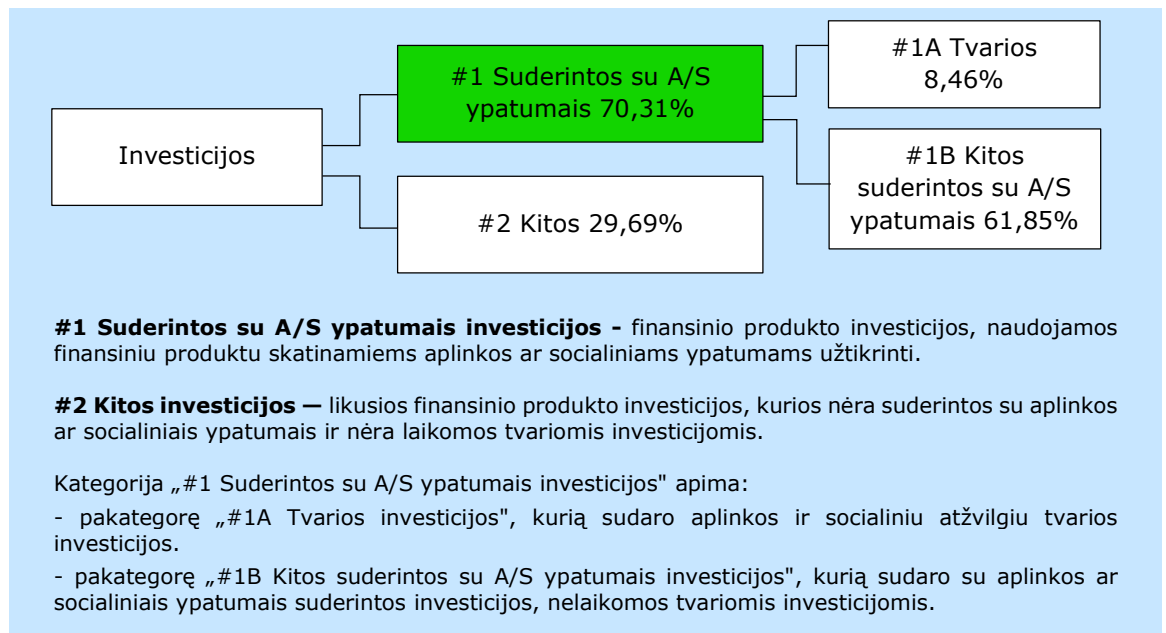 #1A Tvarios
8,46%
#1 Suderintos su A/S
ypatumais 70,31%
Investicijos
#1B Kitos
suderintos su A/S
ypatumais 61,85%
#2 Kitos 29,69%
#1 Suderintos su A/S ypatumais investicijos - finansinio produkto investicijos, naudojamos
finansiniu produktu skatinamiems aplinkos ar socialiniams ypatumams užtikrinti.
#2 Kitos investicijos — likusios finansinio produkto investicijos, kurios nėra suderintos su aplinkos
ar socialiniais ypatumais ir nėra laikomos tvariomis investicijomis.
Kategorija „#1 Suderintos su A/S ypatumais investicijos" apima:
- pakategorę „#1A Tvarios investicijos", kurią sudaro aplinkos ir socialiniu atžvilgiu tvarios
investicijos.
- pakategorę „#1B Kitos suderintos su A/S ypatumais investicijos", kurią sudaro su aplinkos ar
socialiniais ypatumais suderintos investicijos, nelaikomos tvariomis investicijomis.